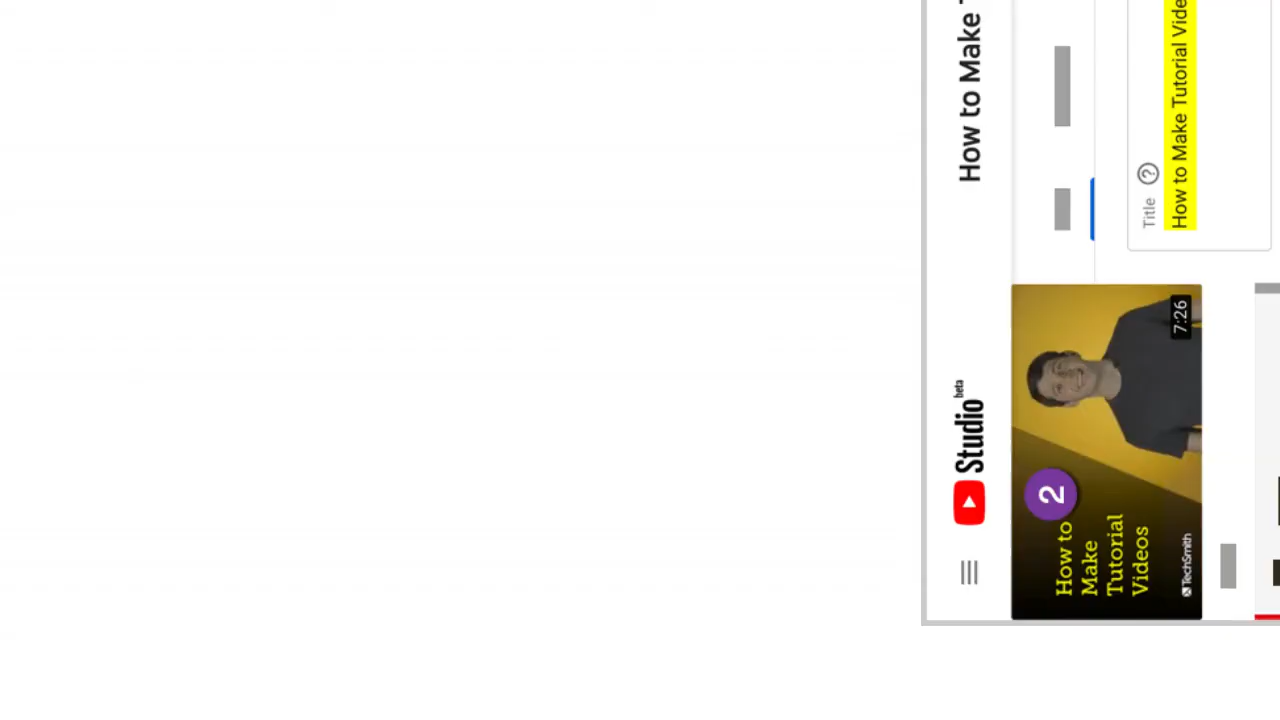 Studio beta
How to Make
2
How to
Make
Tutorial
Videos
TechSmith
7:26
Title ?
How to Make Tutorial Vide